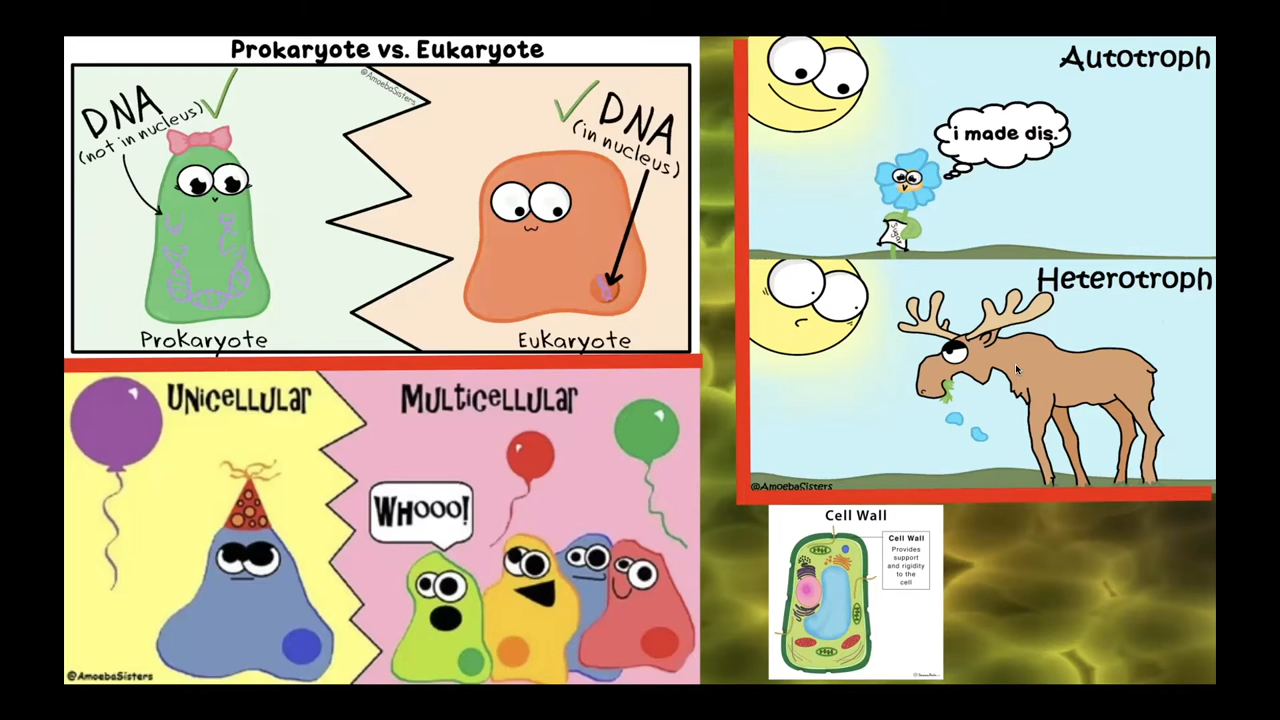 Prokaryote vs. Eukaryote
@AmoebaSisters
DNA
(not in nucleus)
DNA
(in nucleus)
Prokaryote
Eukaryote
Unicellular
Multicellular
WHOOO!
@AmoebaSisters
Autotroph
i made dis.
Heterotroph
@AmoebaSisters
Cell Wall
Cell Wall
Provides
support
and rigidity
to the
cell